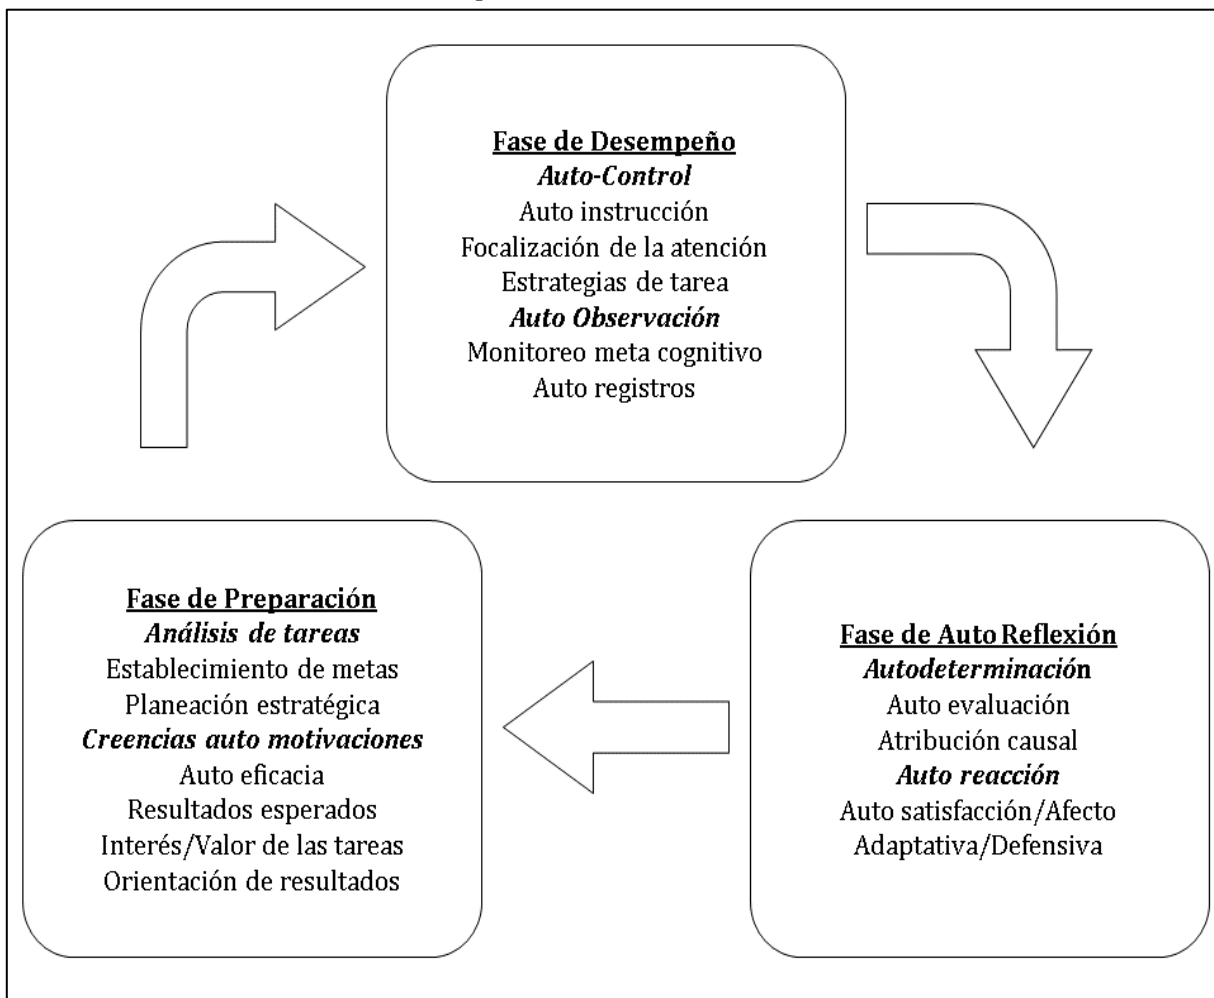 Fase de Desempeño
Auto-Control
Auto instrucción
Focalización de la atención
Estrategias de tarea
Auto Observación
Monitoreo meta cognitivo
Auto registros
Fase de Preparación
Análisis de tareas
Establecimiento de metas
Planeación estratégica
Creencias auto motivaciones
Auto eficacia
Resultados esperados
Interés/Valor de las tareas
Orientación de resultados
Fase de Auto Reflexión
Autodeterminación
Auto evaluación
Atribución causal
Auto reacción
Auto satisfacción/Afecto
Adaptativa/Defensiva